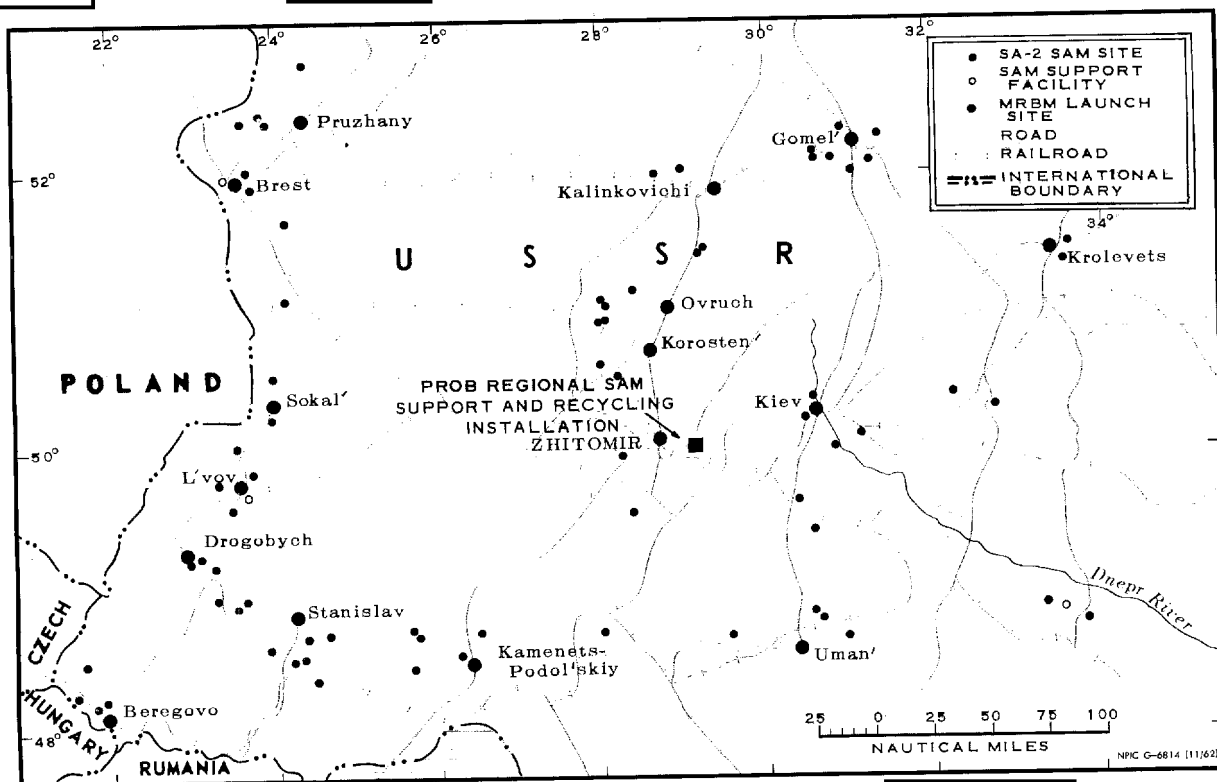 22°
24°
26°
28°
30°
32°
SA-2 SAM SITE
SAM SUPPORT
FACILITY
MRBM LAUNCH
SITE
ROAD
RAILROAD
INTERNATIONAL
BOUNDARY
34°
Pruzhany
Gomel'
52°
Brest
Kalinkovichi
USSR
Krolevets
Ovruch
Korosten'
POLAND
Sokal'
PROB REGIONAL SAM
SUPPORT AND RECYCLING
INSTALLATION
Kiev
ZHITOMIR
50°
L'vov
Drogobych
Dnepr River
Stanislav
CZECH
Kamenets-
Podol'skiy
Uman'
HUNGARY
Beregovo
48°
RUMANIA
25 0 25 50 75 100
NAUTICAL MILES
NPIC G-6814 (11/62)